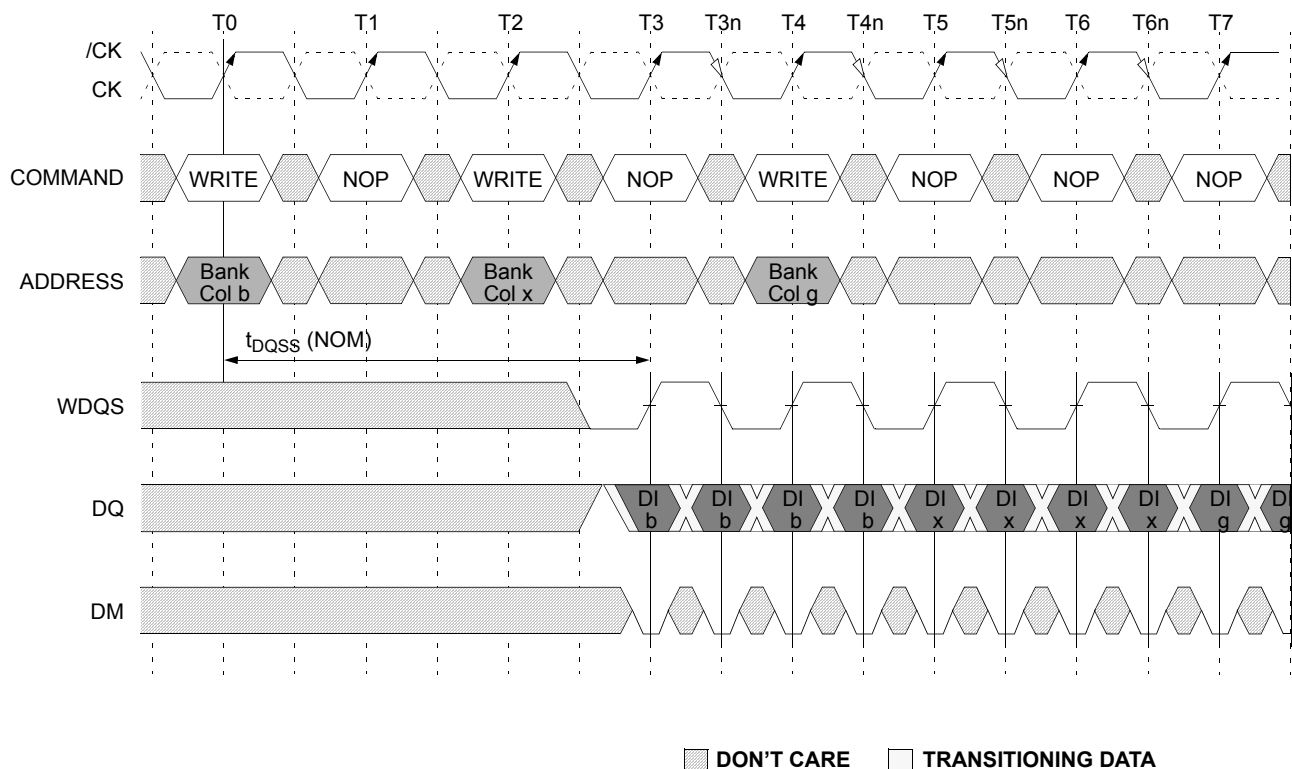 T0 T1 T2 T3 T3n T4 T4n T5 T5n T6 T6n T7
/CK
CK
COMMAND WRITE NOP WRITE NOP WRITE NOP NOP NOP
ADDRESS
Bank Bank Bank
Col b Col x Col g
tDQSS (NOM)
WDQS
DQ
DI DI DI DI DI DI DI DI DI DI
b b b b x x x x g g
DM
DON'T CARE TRANSITIONING DATA